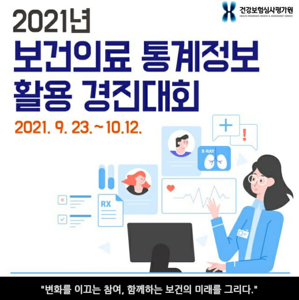 건강보험심사평가원
2021년
보건의료 통계정보
활용 경진대회
2021. 9. 23.~10.12.
X-RAY
RX
"변화를 이끄는 참여, 함께하는 보건의 미래를 그리다."